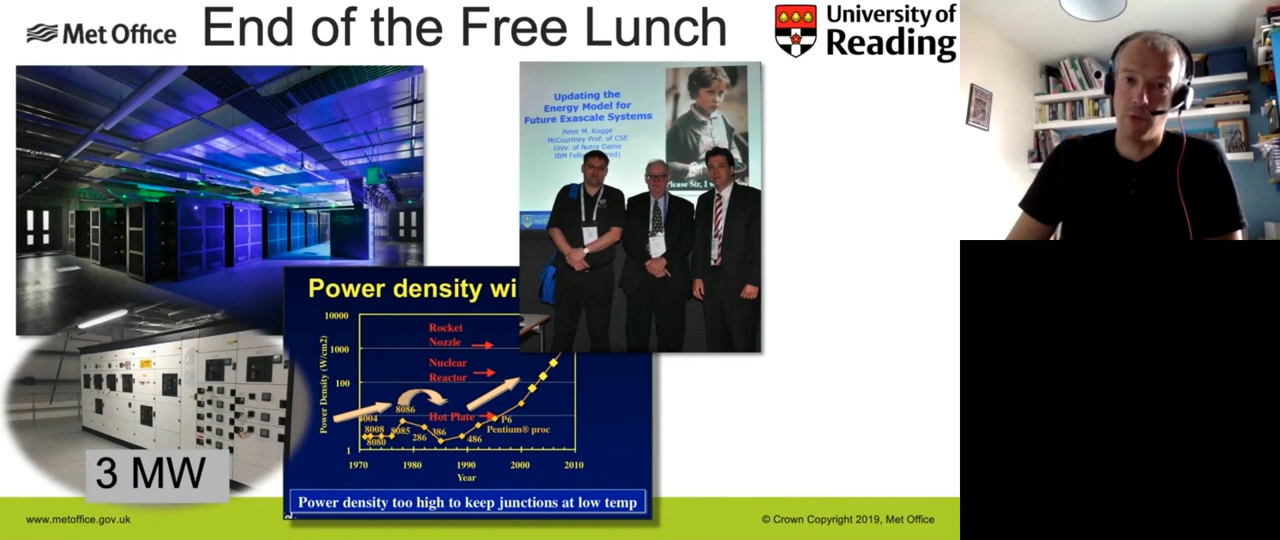 Met Office
End of the Free Lunch
University of
Reading
Updating the
Energy Model for
Future Exascale Systems
Peter M. Kogge
McCourtney Prof. of CSE
Univ. of Notre Dame
IBM
Please Sir, I
Power density wi
10000
1000
100
1
Power Density (W/cm2)
Rocket
Nozzle
Nuclear
Reactor
Hot Plate
4004
8008
8080
8085
8086
286
386
486
P6
Pentium® proc
1970
1980
1990
2000
2010
Year
Power density too high to keep junctions at low temp
3 MW
www.metoffice.gov.uk
© Crown Copyright 2019, Met Office